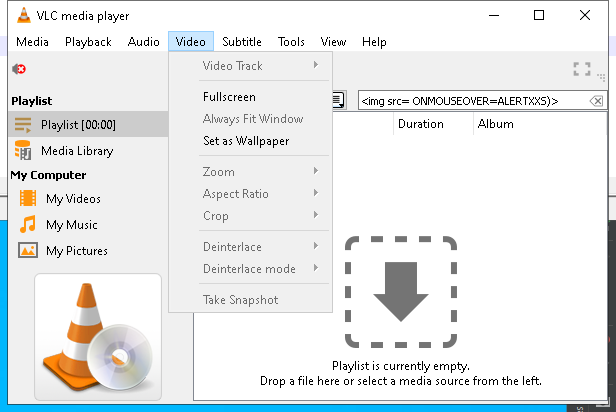 VLC media player
Media Playback Audio Video Subtitle Tools View Help
Video Track
Fullscreen
Always Fit Window
Set as Wallpaper
Zoom
Aspect Ratio
Crop
Deinterlace
Deinterlace mode
Take Snapshot
<img src= ONMOUSEOVER=ALERTXXS)>
Duration Album
Playlist
Playlist [00:00]
Media Library
My Computer
My Videos
My Music
My Pictures
Playlist is currently empty.
Drop a file here or select a media source from the left.